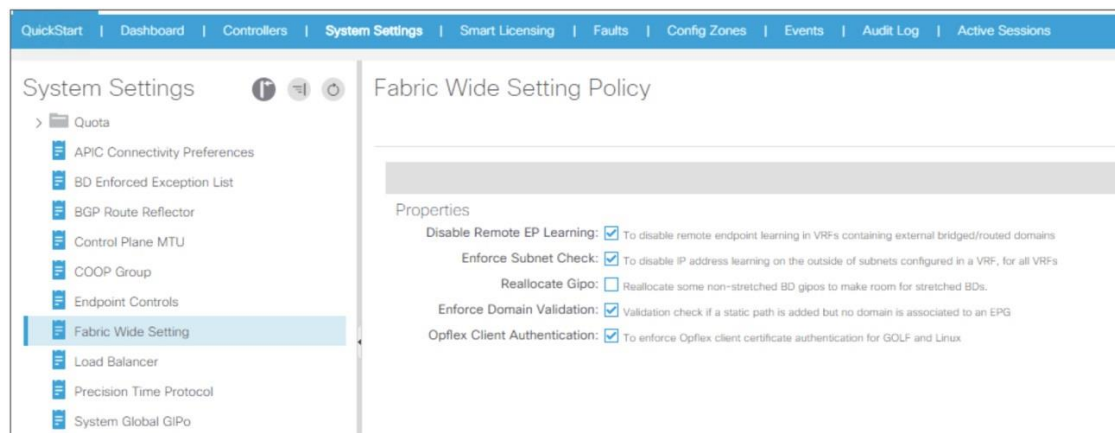 QuickStart | Dashboard | Controllers | System Settings | Smart Licensing | Faults | Config Zones | Events | Audit Log | Active Sessions
System Settings
Quota
APIC Connectivity Preferences
BD Enforced Exception List
BGP Route Reflector
Control Plane MTU
COOP Group
Endpoint Controls
Fabric Wide Setting
Load Balancer
Precision Time Protocol
System Global GIPo
Fabric Wide Setting Policy
Properties
Disable Remote EP Learning: To disable remote endpoint learning in VRFs containing external bridged/routed domains
Enforce Subnet Check: To disable IP address learning on the outside of subnets configured in a VRF, for all VRFs
Reallocate Gipo: Reallocate some non-stretched BD gipos to make room for stretched BDs.
Enforce Domain Validation: Validation check if a static path is added but no domain is associated to an EPG
Opflex Client Authentication: To enforce Opflex client certificate authentication for GOLF and Linux